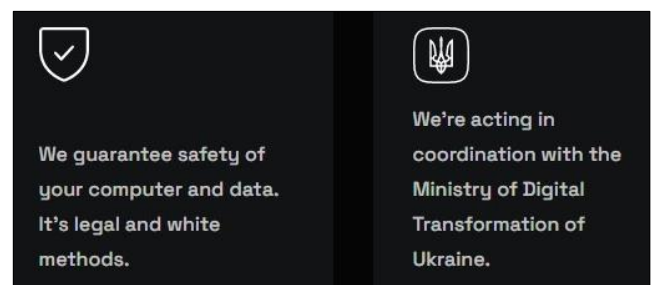 We guarantee safety of
your computer and data.
It's legal and white
methods.
We're acting in
coordination with the
Ministry of Digital
Transformation of
Ukraine.